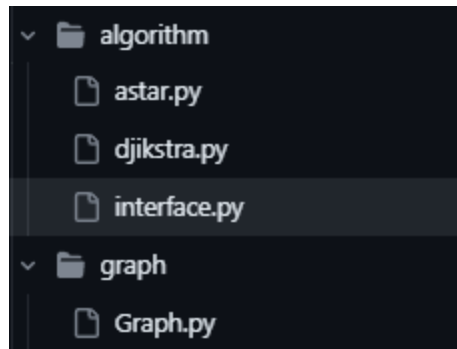 algorithm
astar.py
djikstra.py
interface.py
graph
Graph.py